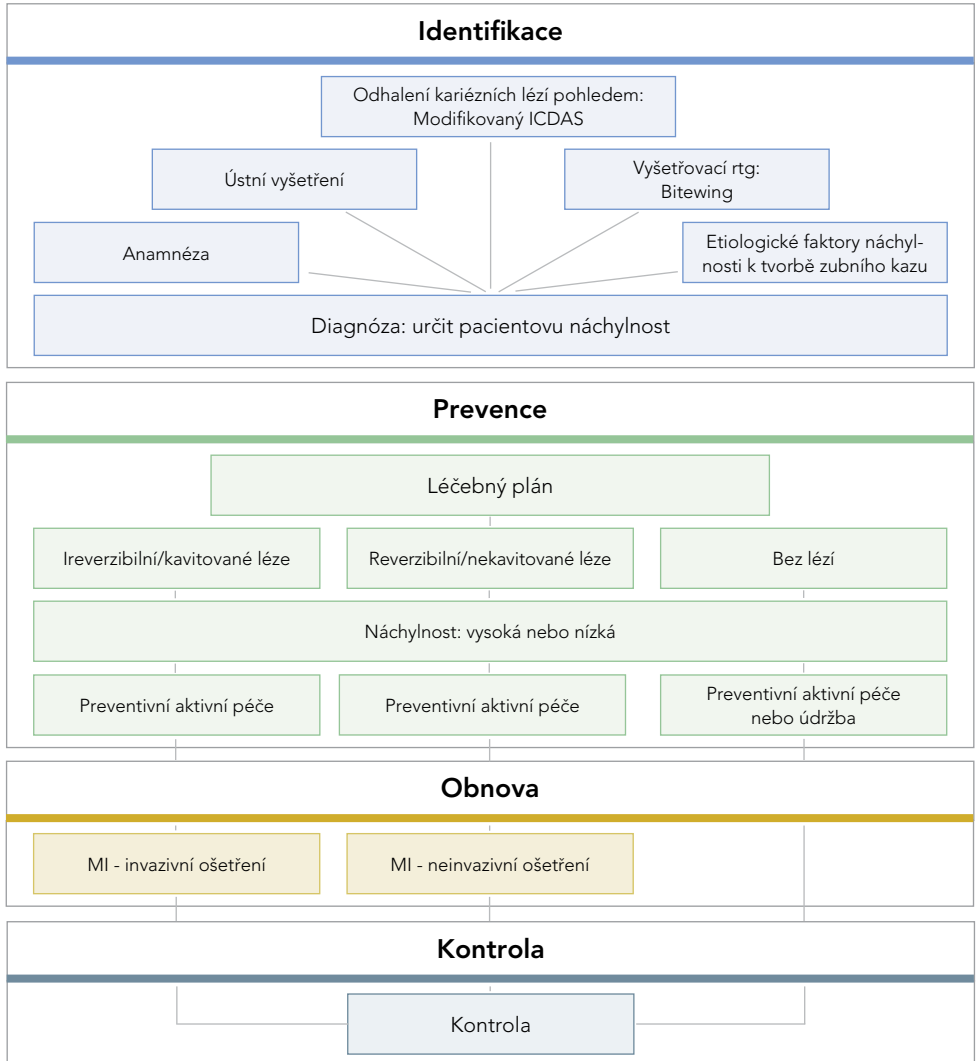 Identifikace
Odhalení kariézních lézí pohledem:
Modifikovaný ICDAS
Ústní vyšetření
Vyšetřovací rtg:
Bitewing
Anamnéza
Etiologické faktory náchyl-
nosti k tvorbě zubního kazu
Diagnóza: určit pacientovu náchylnost
Prevence
Léčebný plán
Ireverzibilní/kavitované léze
Reverzibilní/nekavitované léze
Bez lézí
Náchylnost: vysoká nebo nízká
Preventivní aktivní péče
Preventivní aktivní péče
Preventivní aktivní péče
nebo údržba
Obnova
MI - invazivní ošetření
MI - neinvazivní ošetření
Kontrola
Kontrola